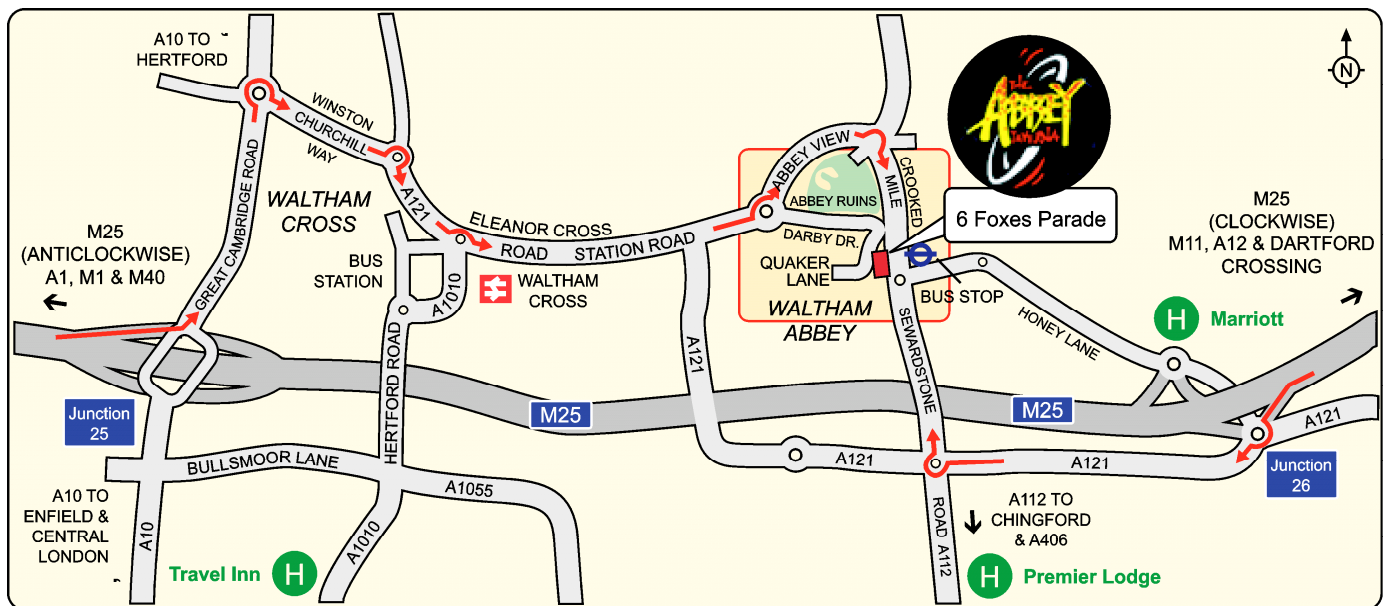 A10 TO
HERTFORD
WINSTON
CHURCHILL
WAY
GREAT CAMBRIDGE ROAD
WALTHAM
CROSS
A121
ELEANOR CROSS
ROAD
STATION ROAD
M25
(ANTICLOCKWISE)
A1, M1 & M40
BUS
STATION
A1010
WALTHAM
CROSS
HERTFORD ROAD
ABBEY VIEW
ABBEY RUINS
CROOKED
MILE
THE
ABBEY
6 Foxes Parade
N
DARBY DR.
QUAKER
LANE
WALTHAM
ABBEY
BUS STOP
M25
(CLOCKWISE)
M11, A12 & DARTFORD
CROSSING
H
Marriott
HONEY LANE
SEWARDSTONE
A121
Junction
25
M25
M25
A121
BULLSMOOR LANE
A1055
A121
A121
Junction
26
A10 TO
ENFIELD &
CENTRAL
LONDON
A10
A1010
Travel Inn
H
ROAD A112
A112 TO
CHINGFORD
& A406
H
Premier Lodge